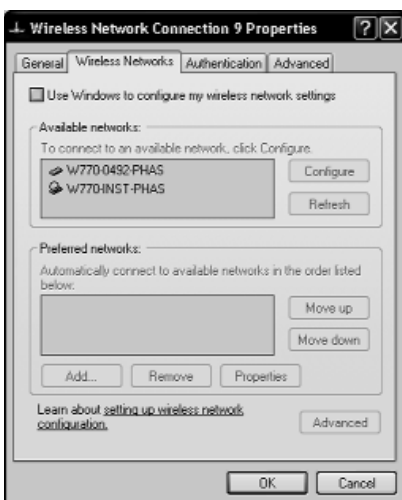 Wireless Network Connection 9 Properties
General Wireless Networks Authentication Advanced
Use Windows to configure my wireless network settings
Available networks:
To connect to an available network, click Configure.
W770-0492-PHAS Configure
W770-INST-PHAS
Refresh
Preferred networks:
Automatically connect to available networks in the order listed
below:
Move up
Move down
Add... Remove Properties
Learn about setting up wireless network
configuration.
Advanced
OK Cancel